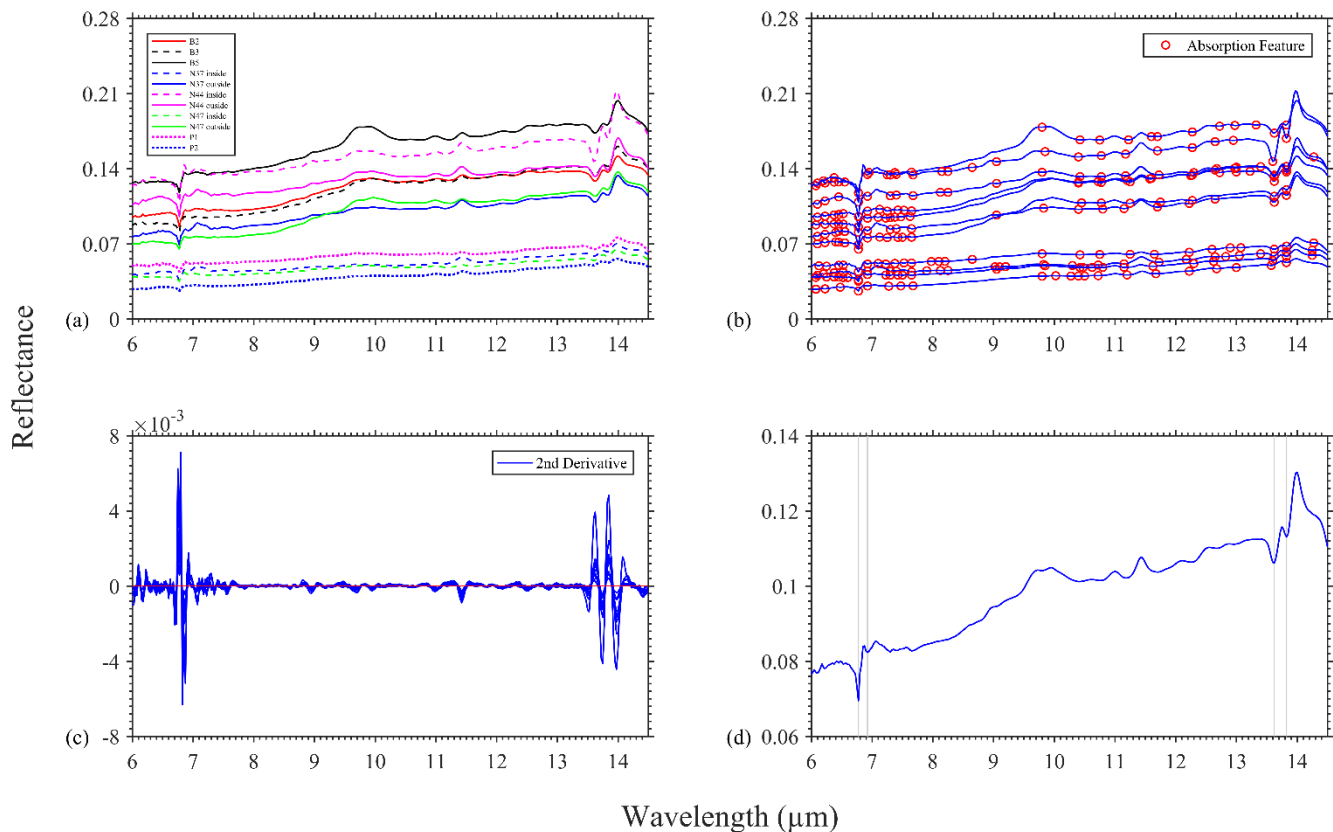 0.28
0.21
0.14
0.07
0
B2
B3
B5
N37 inside
N37 outside
N44 inside
N44 ouside
N47 inside
N47 outside
P1
P2
(a)
6 7 8 9 10 11 12 13 14
0.28
0.21
0.14
0.07
0
Absorption Feature
(b)
6 7 8 9 10 11 12 13 14
Reflectance
×10-3
8
4
0
-4
-8
2nd Derivative
(c)
6 7 8 9 10 11 12 13 14
0.14
0.12
0.1
0.08
0.06
(d)
6 7 8 9 10 11 12 13 14
Wavelength (μm)